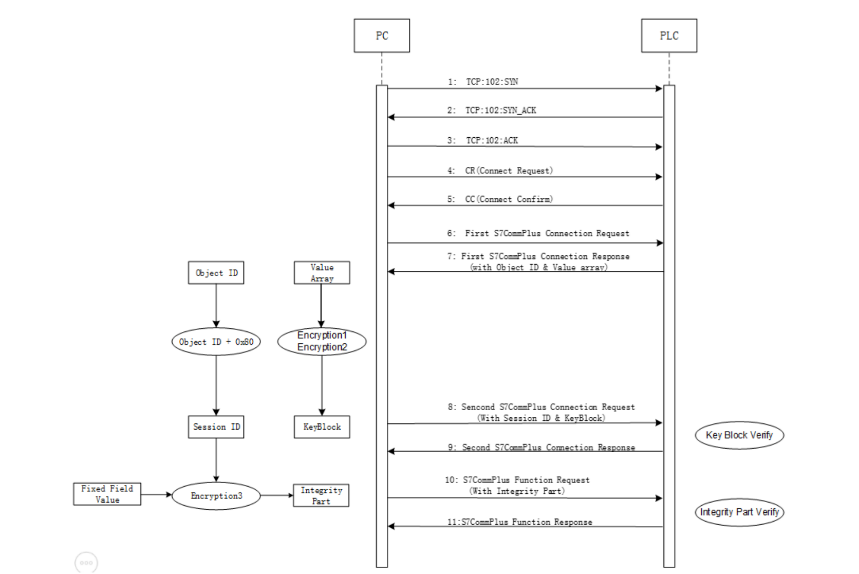 PC
PLC
1: TCP:102:SYN
2: TCP:102:SYN_ACK
3: TCP:102:ACK
4: CR(Connect Request)
5: CC(Connect Confirm)
6: First S7CommPlus Connection Request
7: First S7CommPlus Connection Response
(with Object ID & Value array)
Object ID
Value
Array
Object ID + 0x80
Encryption1
Encryption2
8: Sencond S7CommPlus Connection Request
(With Session ID & KeyBlock)
Session ID
KeyBlock
Key Block Verify
9: Second S7CommPlus Connection Response
10: S7CommPlus Function Request
(With Integrity Part)
Fixed Field
Value
Encryption3
Integrity
Part
Integrity Part Verify
11:S7CommPlus Function Response